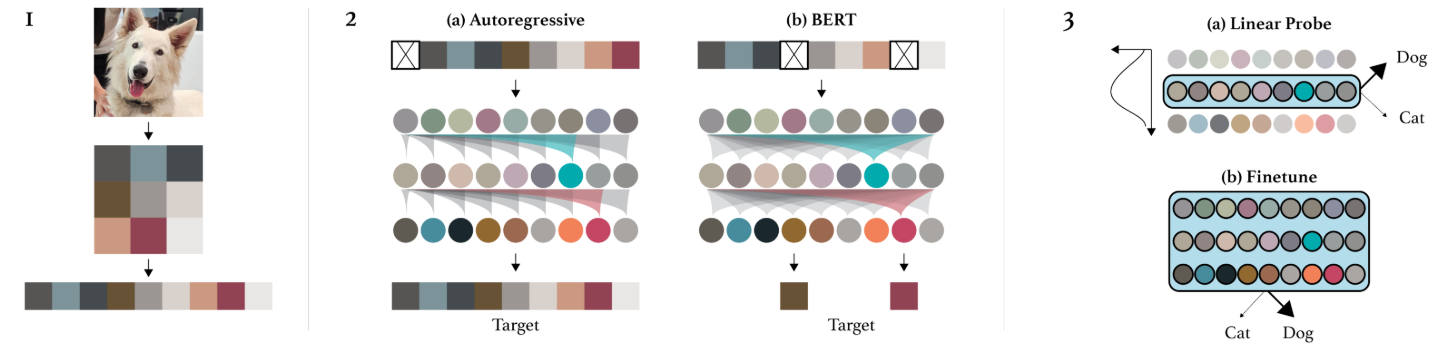 1
2
(a) Autoregressive
(b) BERT
Target
Target
3
(a) Linear Probe
Dog
Cat
(b) Finetune
Cat
Dog